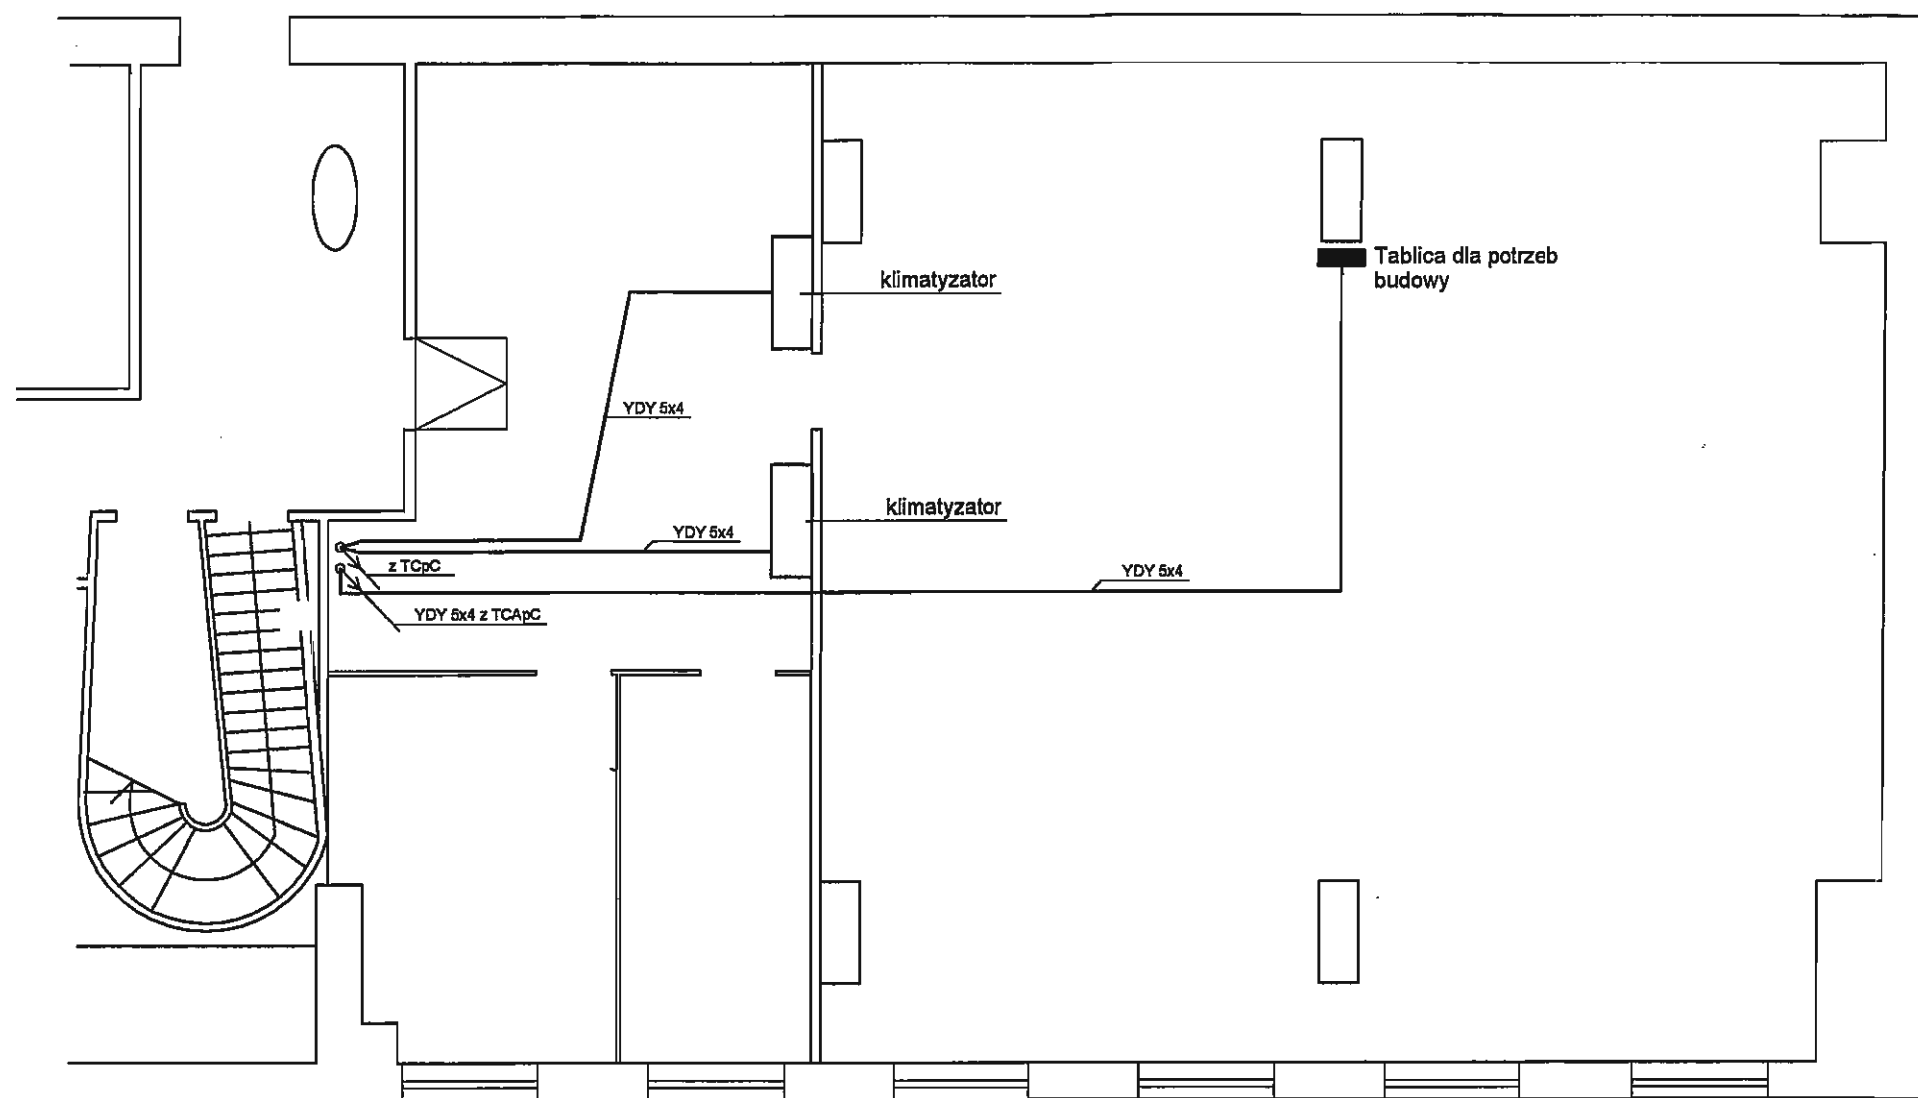 Tablica dla potrzeb
budowy
klimatyzator
YDY 5x4
klimatyzator
YDY 5x4
z TCpC
YDY 5x4
YDY 5x4 z TCApC